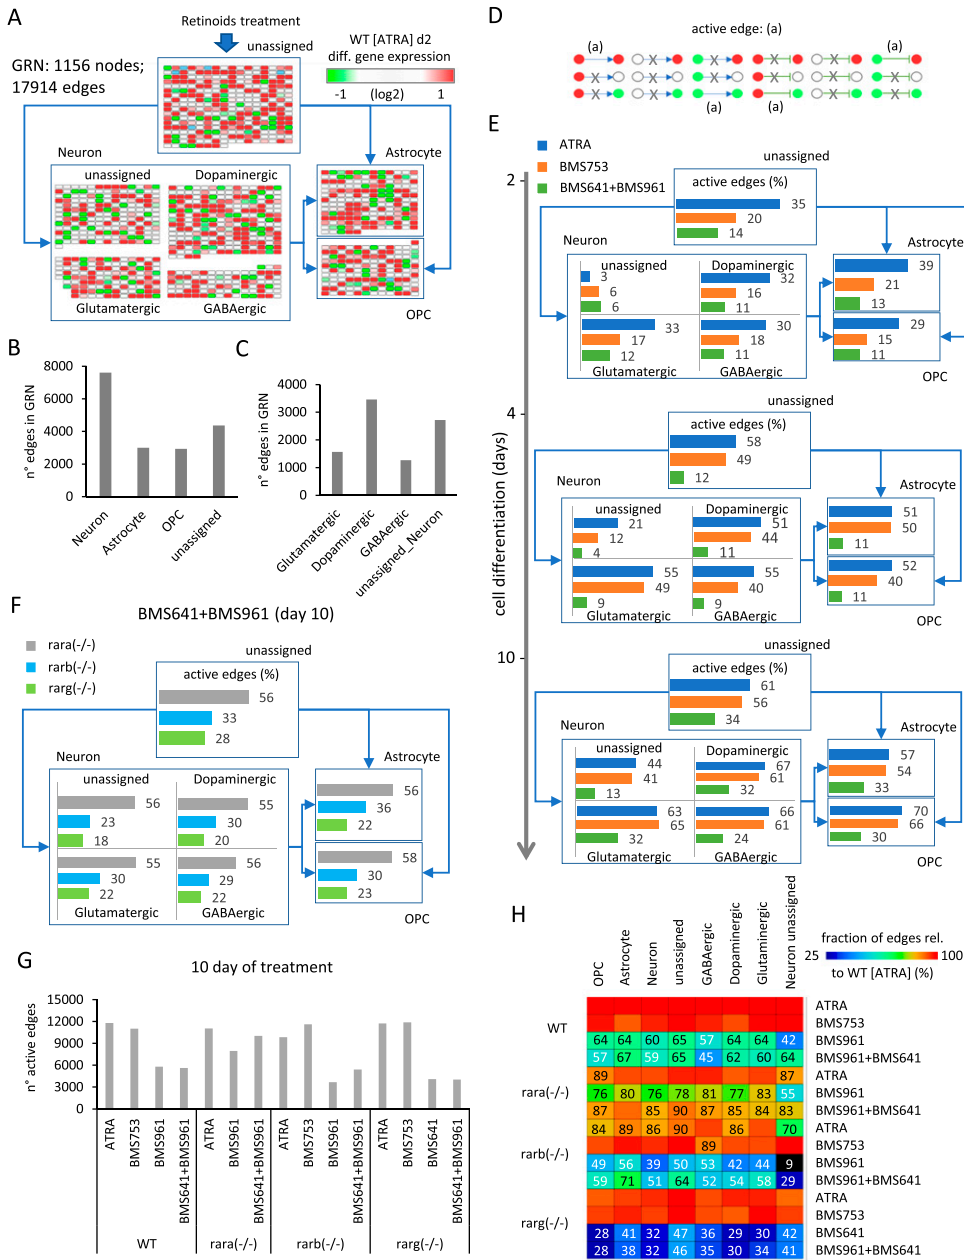 A
Retinoids treatment
unassigned
WT [ATRA] d2
diff. gene expression
-1 (log2) 1
GRN: 1156 nodes;
17914 edges
Neuron
unassigned
Dopaminergic
Astrocyte
Glutamatergic
GABAergic
OPC
B
n° edges in GRN
8000
6000
4000
2000
0
Neuron
Astrocyte
OPC
unassigned
C
n° edges in GRN
4000
3000
2000
1000
0
Glutamatergic
Dopaminergic
GABAergic
unassigned_Neuron
D
active edge: (a)
(a) (a)
X X X X
X X X X X X
X X X X X
(a) (a)
E
ATRA
BMS753
BMS641+BMS961
cell differentiation (days)
2
unassigned
active edges (%)
35
20
14
Neuron
Astrocyte
unassigned
3
6
6
Dopaminergic
32
16
11
39
21
13
33
17
12
Glutamatergic
30
18
11
GABAergic
29
15
11
OPC
4
unassigned
active edges (%)
58
49
12
Neuron
Astrocyte
unassigned
21
12
4
Dopaminergic
51
44
11
51
50
11
55
49
9
Glutamatergic
55
40
9
GABAergic
52
40
11
OPC
10
unassigned
active edges (%)
61
56
34
Neuron
Astrocyte
unassigned
44
41
13
Dopaminergic
67
61
32
57
54
33
63
65
32
Glutamatergic
66
61
24
GABAergic
70
66
30
OPC
F
BMS641+BMS961 (day 10)
rara(-/-)
rarb(-/-)
rarg(-/-)
unassigned
active edges (%)
56
33
28
Neuron
Astrocyte
unassigned
56
23
18
Dopaminergic
55
30
20
56
36
22
55
30
22
Glutamatergic
56
29
22
GABAergic
58
30
23
OPC
G
10 day of treatment
n° active edges
15000
12000
9000
6000
3000
0
ATRA
BMS753
BMS961
BMS641+BMS961
ATRA
BMS961
BMS641+BMS961
ATRA
BMS753
BMS961
BMS641+BMS961
ATRA
BMS753
BMS641
BMS641+BMS961
WT rara(-/-) rarb(-/-) rarg(-/-)
H
OPC
Astrocyte
Neuron
unassigned
GABAergic
Dopaminergic
Glutaminergic
Neuron unassigned
fraction of edges rel.
25 100
to WT [ATRA] (%)
WT
ATRA
BMS753
64 64 60 65 57 64 64 42 BMS961
57 67 59 65 45 62 60 64 BMS961+BMS641
rara(-/-)
89 87 ATRA
76 80 76 78 81 77 83 55 BMS961
87 85 90 87 85 84 83 BMS961+BMS641
rarb(-/-)
84 89 86 90 86 70 ATRA
89 BMS753
49 56 39 50 53 42 44 9 BMS961
59 71 51 64 52 54 58 29 BMS961+BMS641
rarg(-/-)
ATRA
BMS753
28 41 32 47 36 29 30 42 BMS641
28 38 32 46 35 30 34 41 BMS961+BMS641